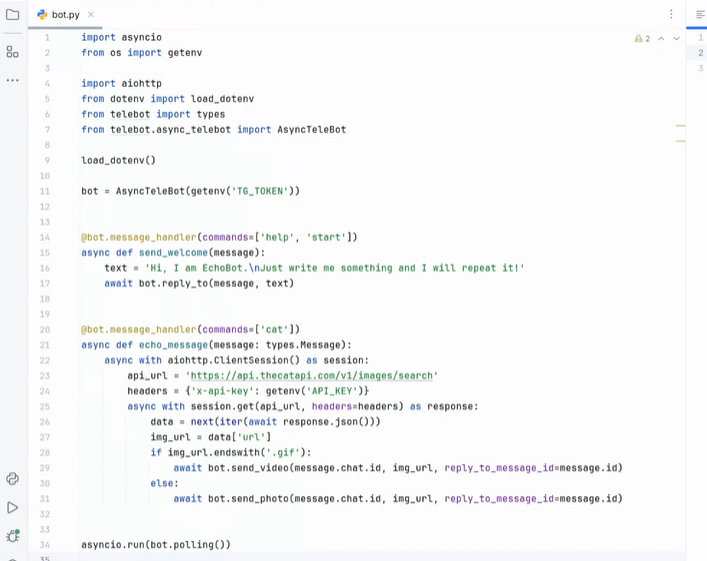 bot.py
2
1 import asyncio
2 from os import getenv
3
4 import aiohttp
5 from dotenv import load_dotenv
6 from telebot import types
7 from telebot.async_telebot import AsyncTeleBot
8
9 load_dotenv()
10
11 bot = AsyncTeleBot(getenv('TG_TOKEN'))
12
13
14 @bot.message_handler(commands=['help', 'start'])
15 async def send_welcome(message):
16     text = 'Hi, I am EchoBot.\nJust write me something and I will repeat it!'
17     await bot.reply_to(message, text)
18
19
20 @bot.message_handler(commands=['cat'])
21 async def echo_message(message: types.Message):
22     async with aiohttp.ClientSession() as session:
23         api_url = 'https://api.thecatapi.com/v1/images/search'
24         headers = {'x-api-key': getenv('API_KEY')}
25         async with session.get(api_url, headers=headers) as response:
26             data = next(iter(await response.json()))
27             img_url = data['url']
28             if img_url.endswith('.gif'):
29                 await bot.send_video(message.chat.id, img_url, reply_to_message_id=message.id)
30             else:
31                 await bot.send_photo(message.chat.id, img_url, reply_to_message_id=message.id)
32
33
34 asyncio.run(bot.polling())
35
1
2
3